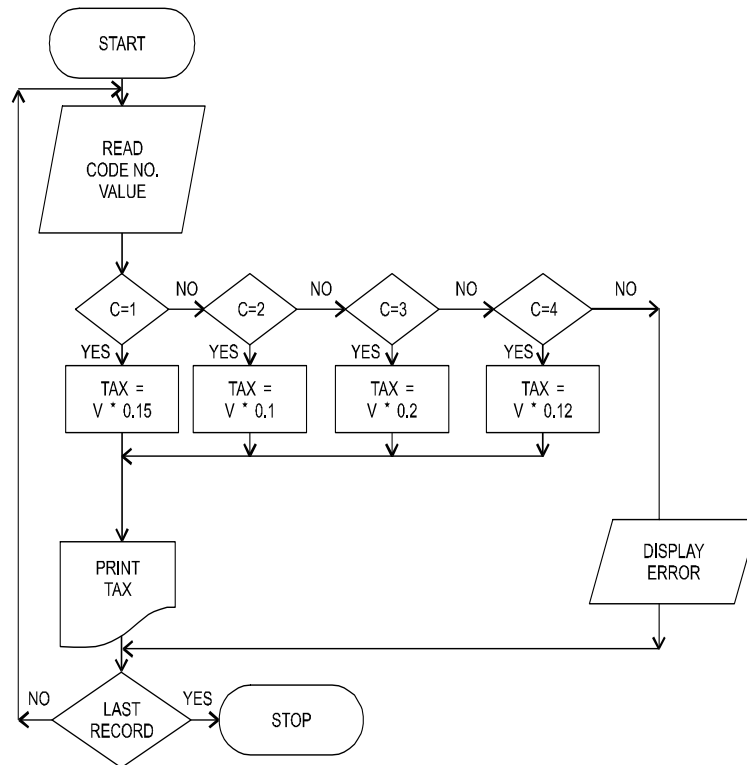 START
READ
CODE NO.
VALUE
C=1
NO
C=2
NO
C=3
NO
C=4
NO
YES
YES
YES
YES
TAX =
V * 0.15
TAX =
V * 0.1
TAX =
V * 0.2
TAX =
V * 0.12
PRINT
TAX
DISPLAY
ERROR
NO
LAST
RECORD
YES
STOP